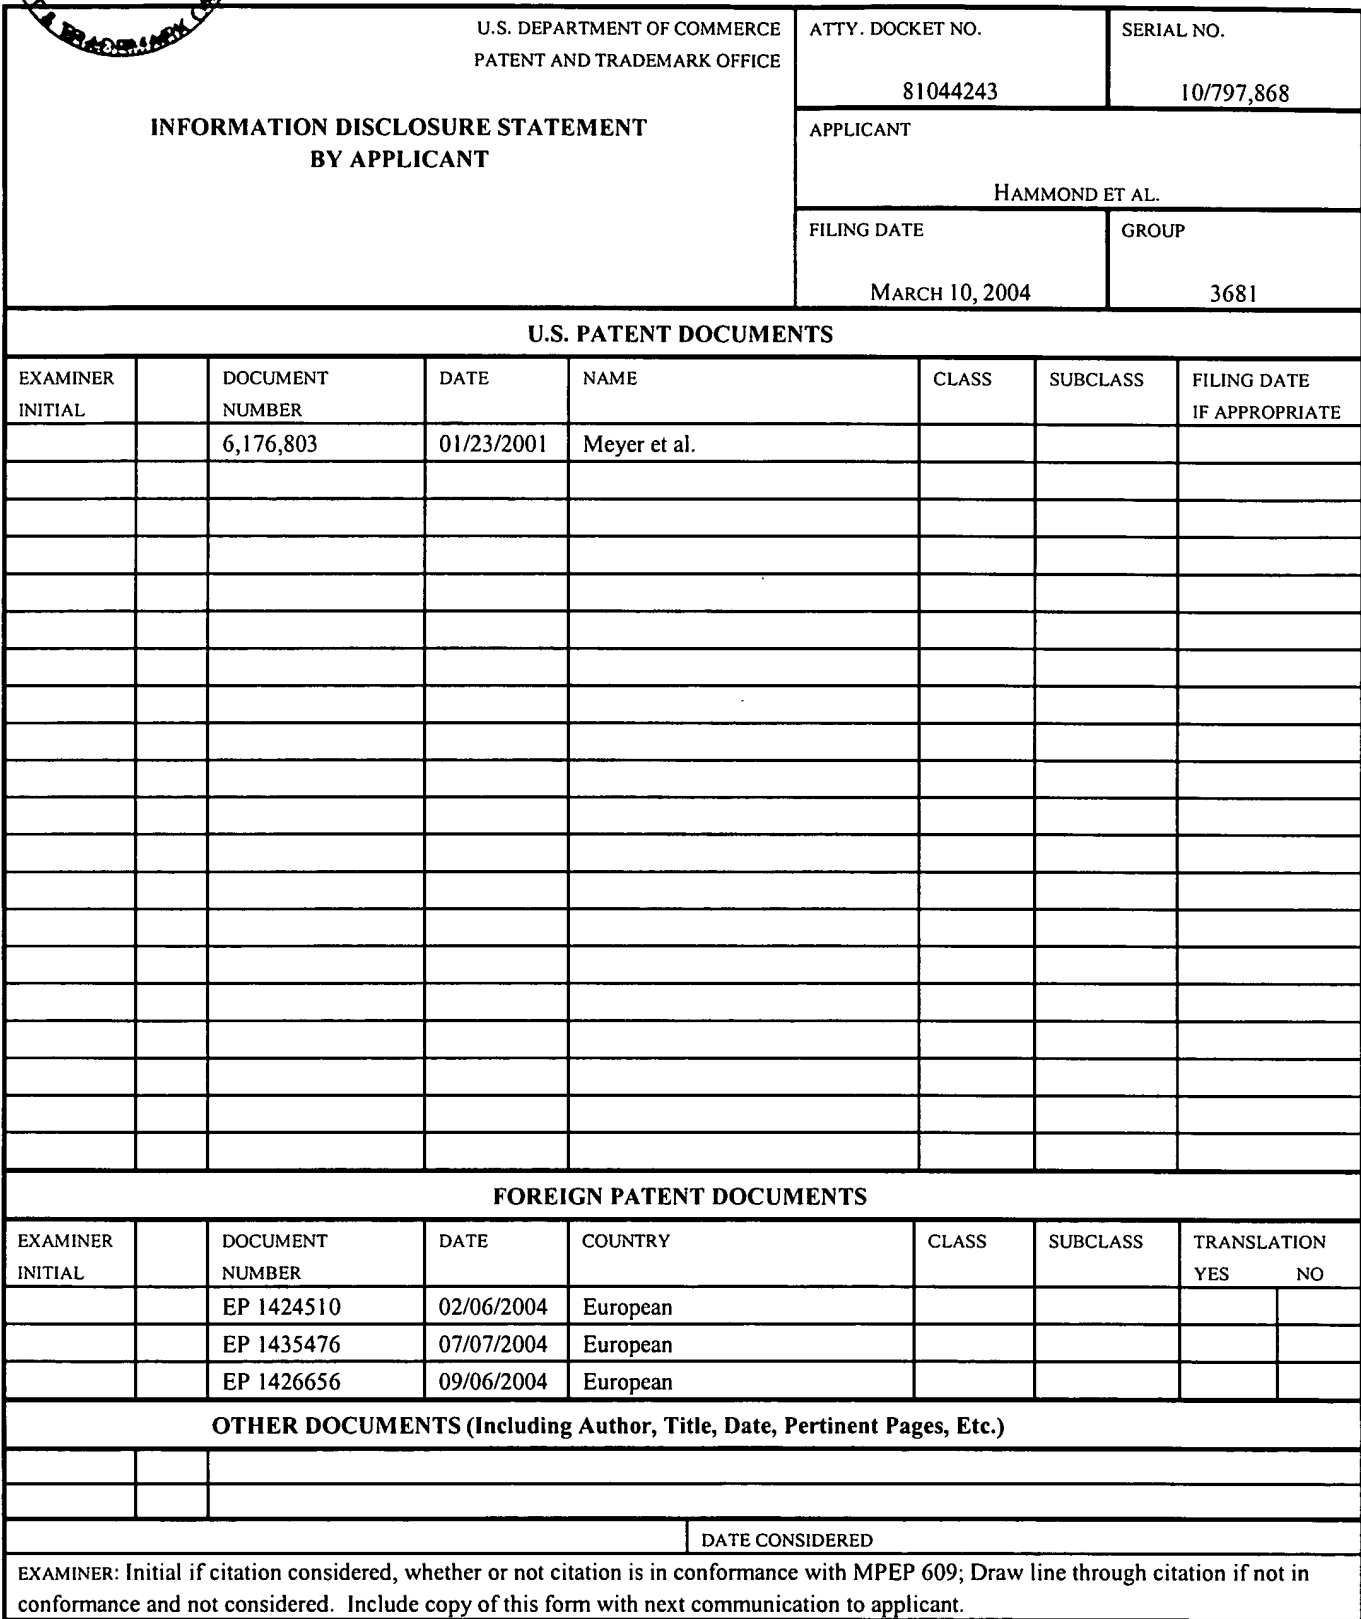 & TRADEMARK
U.S. DEPARTMENT OF COMMERCE
PATENT AND TRADEMARK OFFICE
INFORMATION DISCLOSURE STATEMENT
BY APPLICANT
ATTY. DOCKET NO.
81044243
SERIAL NO.
10/797,868
APPLICANT
HAMMOND ET AL.
FILING DATE
MARCH 10, 2004
GROUP
3681
U.S. PATENT DOCUMENTS
EXAMINER INITIAL DOCUMENT NUMBER DATE NAME CLASS SUBCLASS FILING DATE IF APPROPRIATE
6,176,803 01/23/2001 Meyer et al.
FOREIGN PATENT DOCUMENTS
EXAMINER INITIAL DOCUMENT NUMBER DATE COUNTRY CLASS SUBCLASS TRANSLATION YES NO
EP 1424510 02/06/2004 European
EP 1435476 07/07/2004 European
EP 1426656 09/06/2004 European
OTHER DOCUMENTS (Including Author, Title, Date, Pertinent Pages, Etc.)
DATE CONSIDERED
EXAMINER: Initial if citation considered, whether or not citation is in conformance with MPEP 609; Draw line through citation if not in
conformance and not considered. Include copy of this form with next communication to applicant.